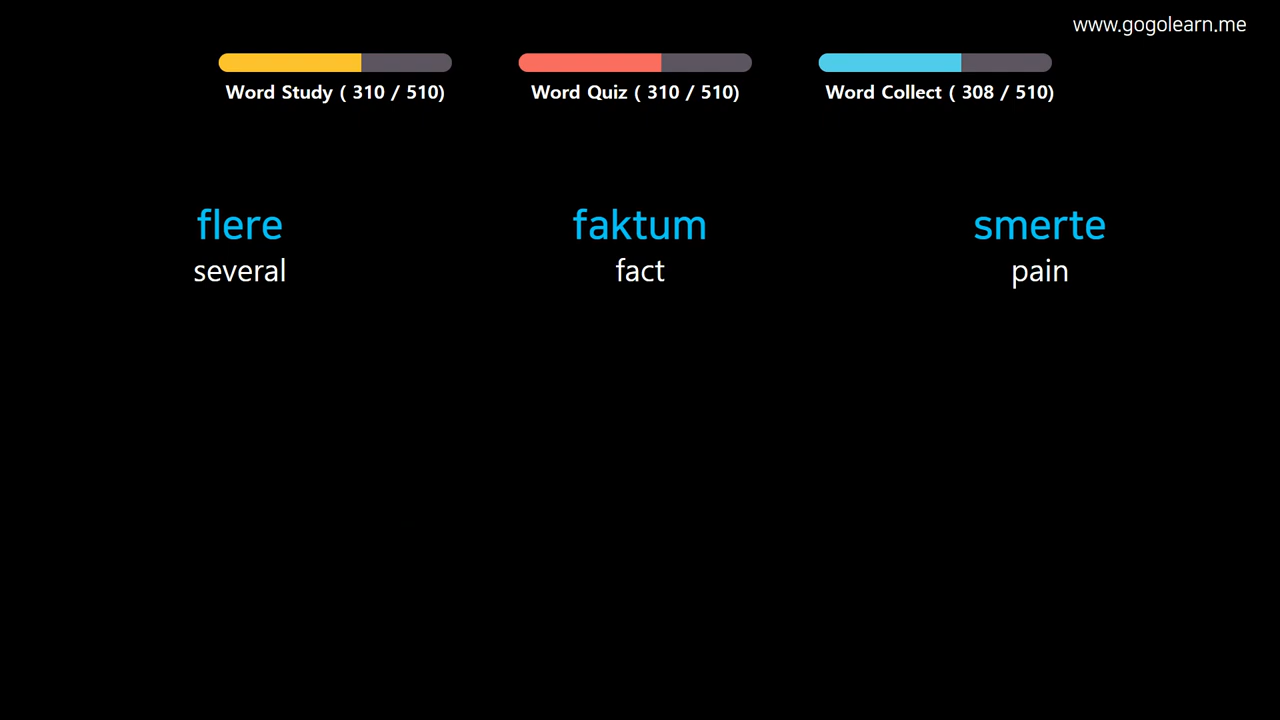 www.gogolearn.me
Word Study ( 310 / 510)
Word Quiz ( 310 / 510)
Word Collect ( 308 / 510)
flere
several
faktum
fact
smerte
pain